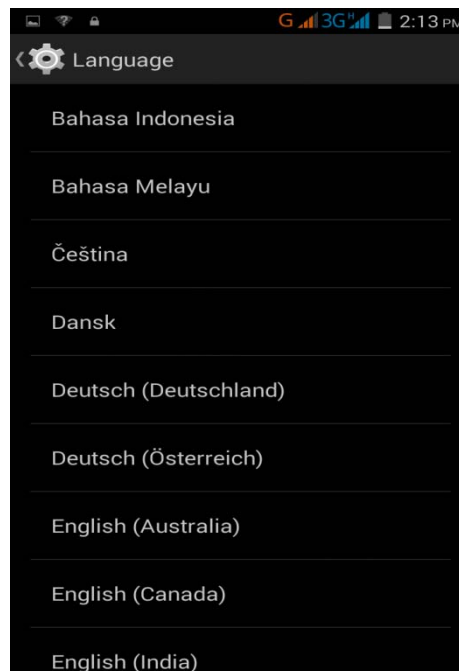 G 3G H 2:13 PM
Language
Bahasa Indonesia
Bahasa Melayu
Čeština
Dansk
Deutsch (Deutschland)
Deutsch (Österreich)
English (Australia)
English (Canada)
English (India)